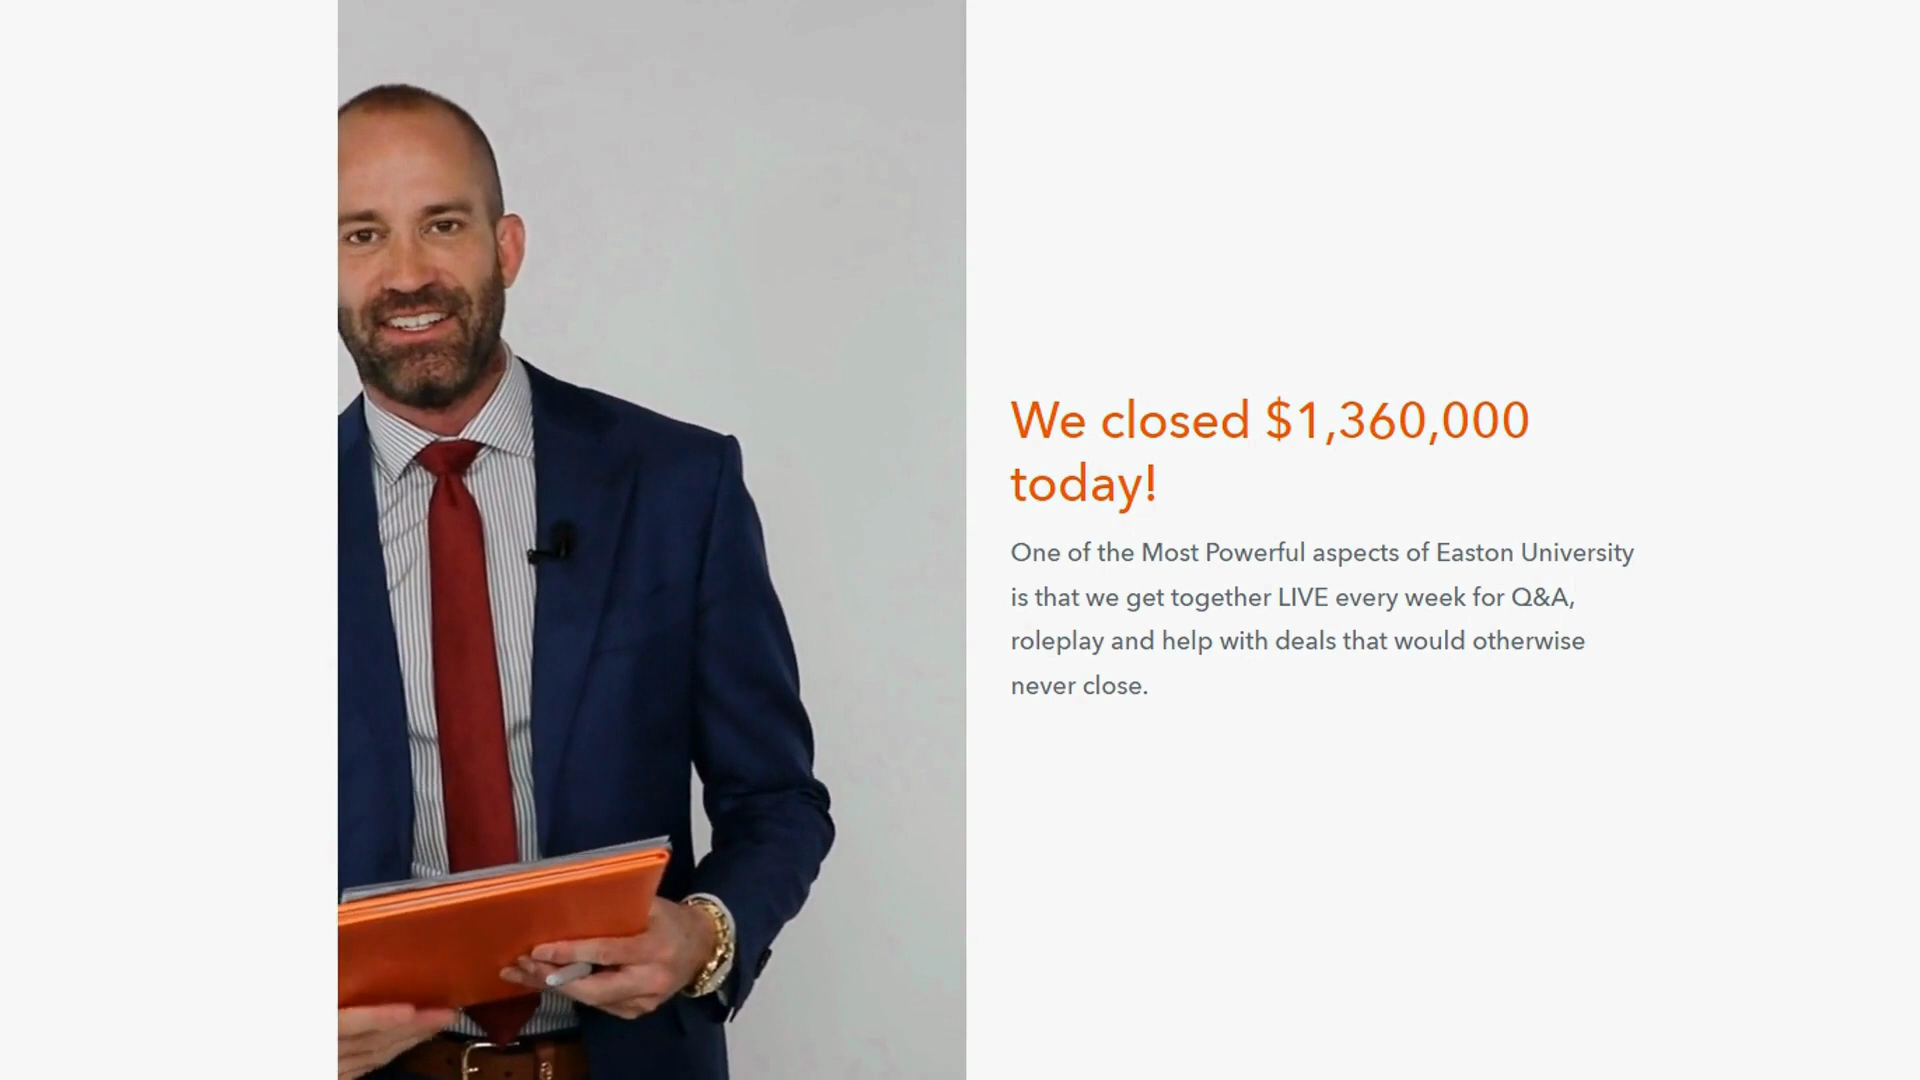 We closed $1,360,000
today!
One of the Most Powerful aspects of Easton University
is that we get together LIVE every week for Q&A,
roleplay and help with deals that would otherwise
never close.